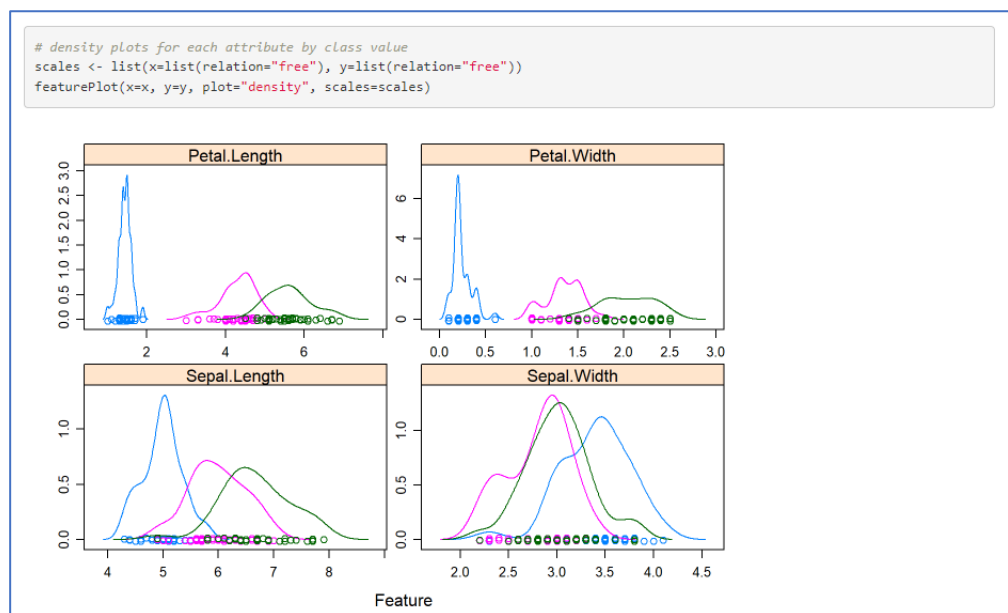 # density plots for each attribute by class value
scales <- list(x=list(relation="free"), y=list(relation="free"))
featurePlot(x=x, y=y, plot="density", scales=scales)
Petal.Length
0.0 0.5 1.0 1.5 2.0 2.5 3.0
2 4 6
Petal.Width
0 2 4 6
0.0 0.5 1.0 1.5 2.0 2.5 3.0
Sepal.Length
0.0 0.5 1.0
4 5 6 7 8
Sepal.Width
0.0 0.5 1.0
2.0 2.5 3.0 3.5 4.0 4.5
Feature